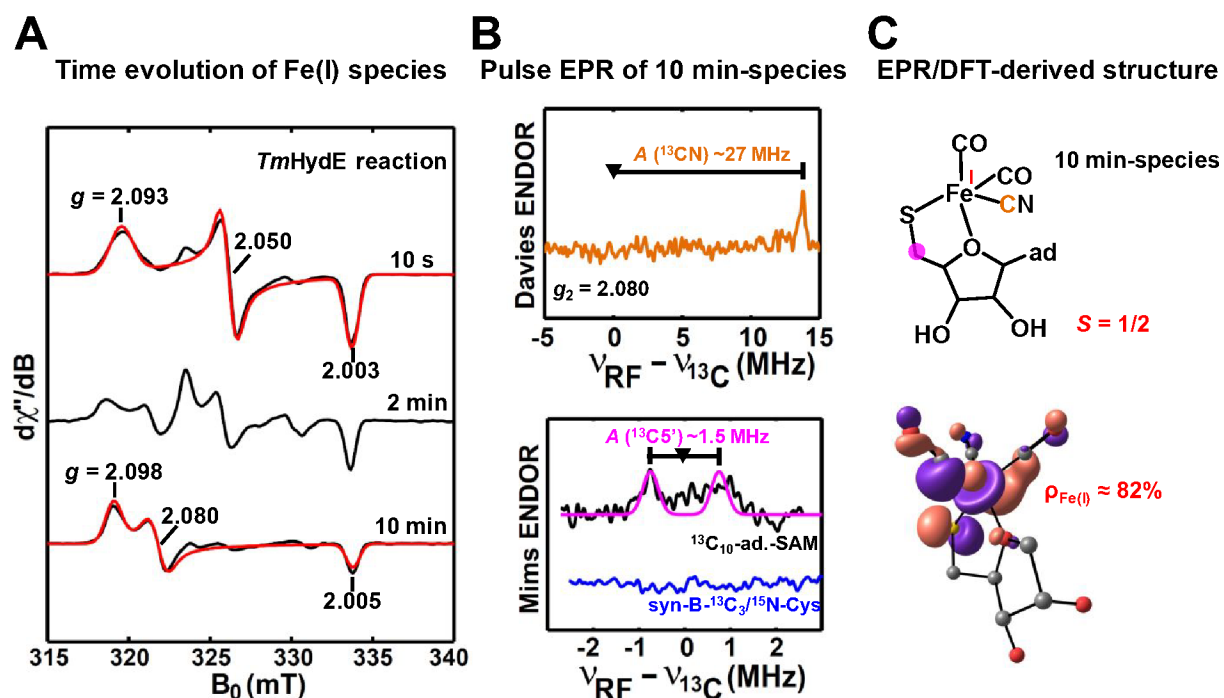 A
Time evolution of Fe(I) species
TmHydE reaction
g = 2.093
2.050
10 s
2.003
2 min
g = 2.098
2.080
10 min
2.005
dχ"/dB
315 320 325 330 335 340
B0 (mT)
B
Pulse EPR of 10 min-species
A (13CN) ~27 MHz
Davies ENDOR
g2 = 2.080
-5 0 5 10 15
νRF − ν13C (MHz)
A (13C5’) ~1.5 MHz
Mims ENDOR
13C10-ad.-SAM
syn-B-13C3/15N-Cys
-2 -1 0 1 2
νRF − ν13C (MHz)
C
EPR/DFT-derived structure
10 min-species
CO
CO
I
Fe
CN
S
O
ad
HO
OH
S = 1/2
ρFe(I) ≈ 82%